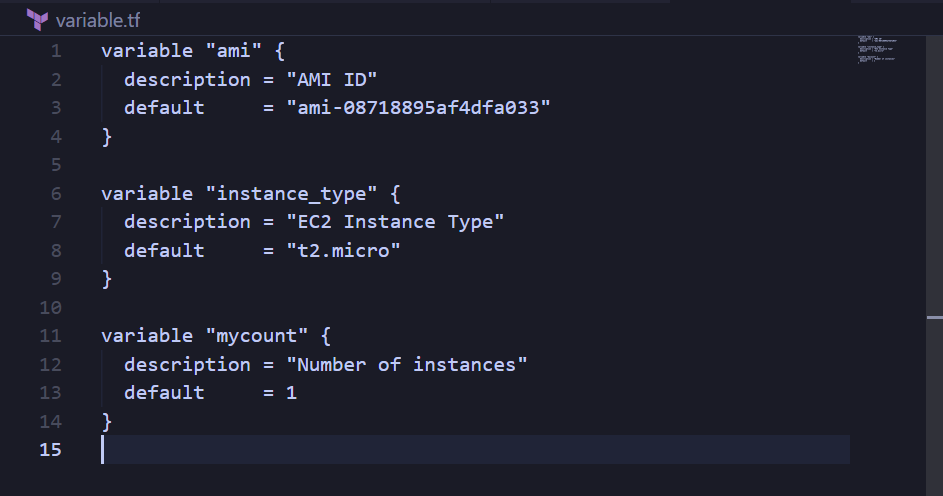 variable.tf
1 variable "ami" {
2   description = "AMI ID"
3   default     = "ami-08718895af4dfa033"
4 }
5
6 variable "instance_type" {
7   description = "EC2 Instance Type"
8   default     = "t2.micro"
9 }
10
11 variable "mycount" {
12   description = "Number of instances"
13   default     = 1
14 }
15